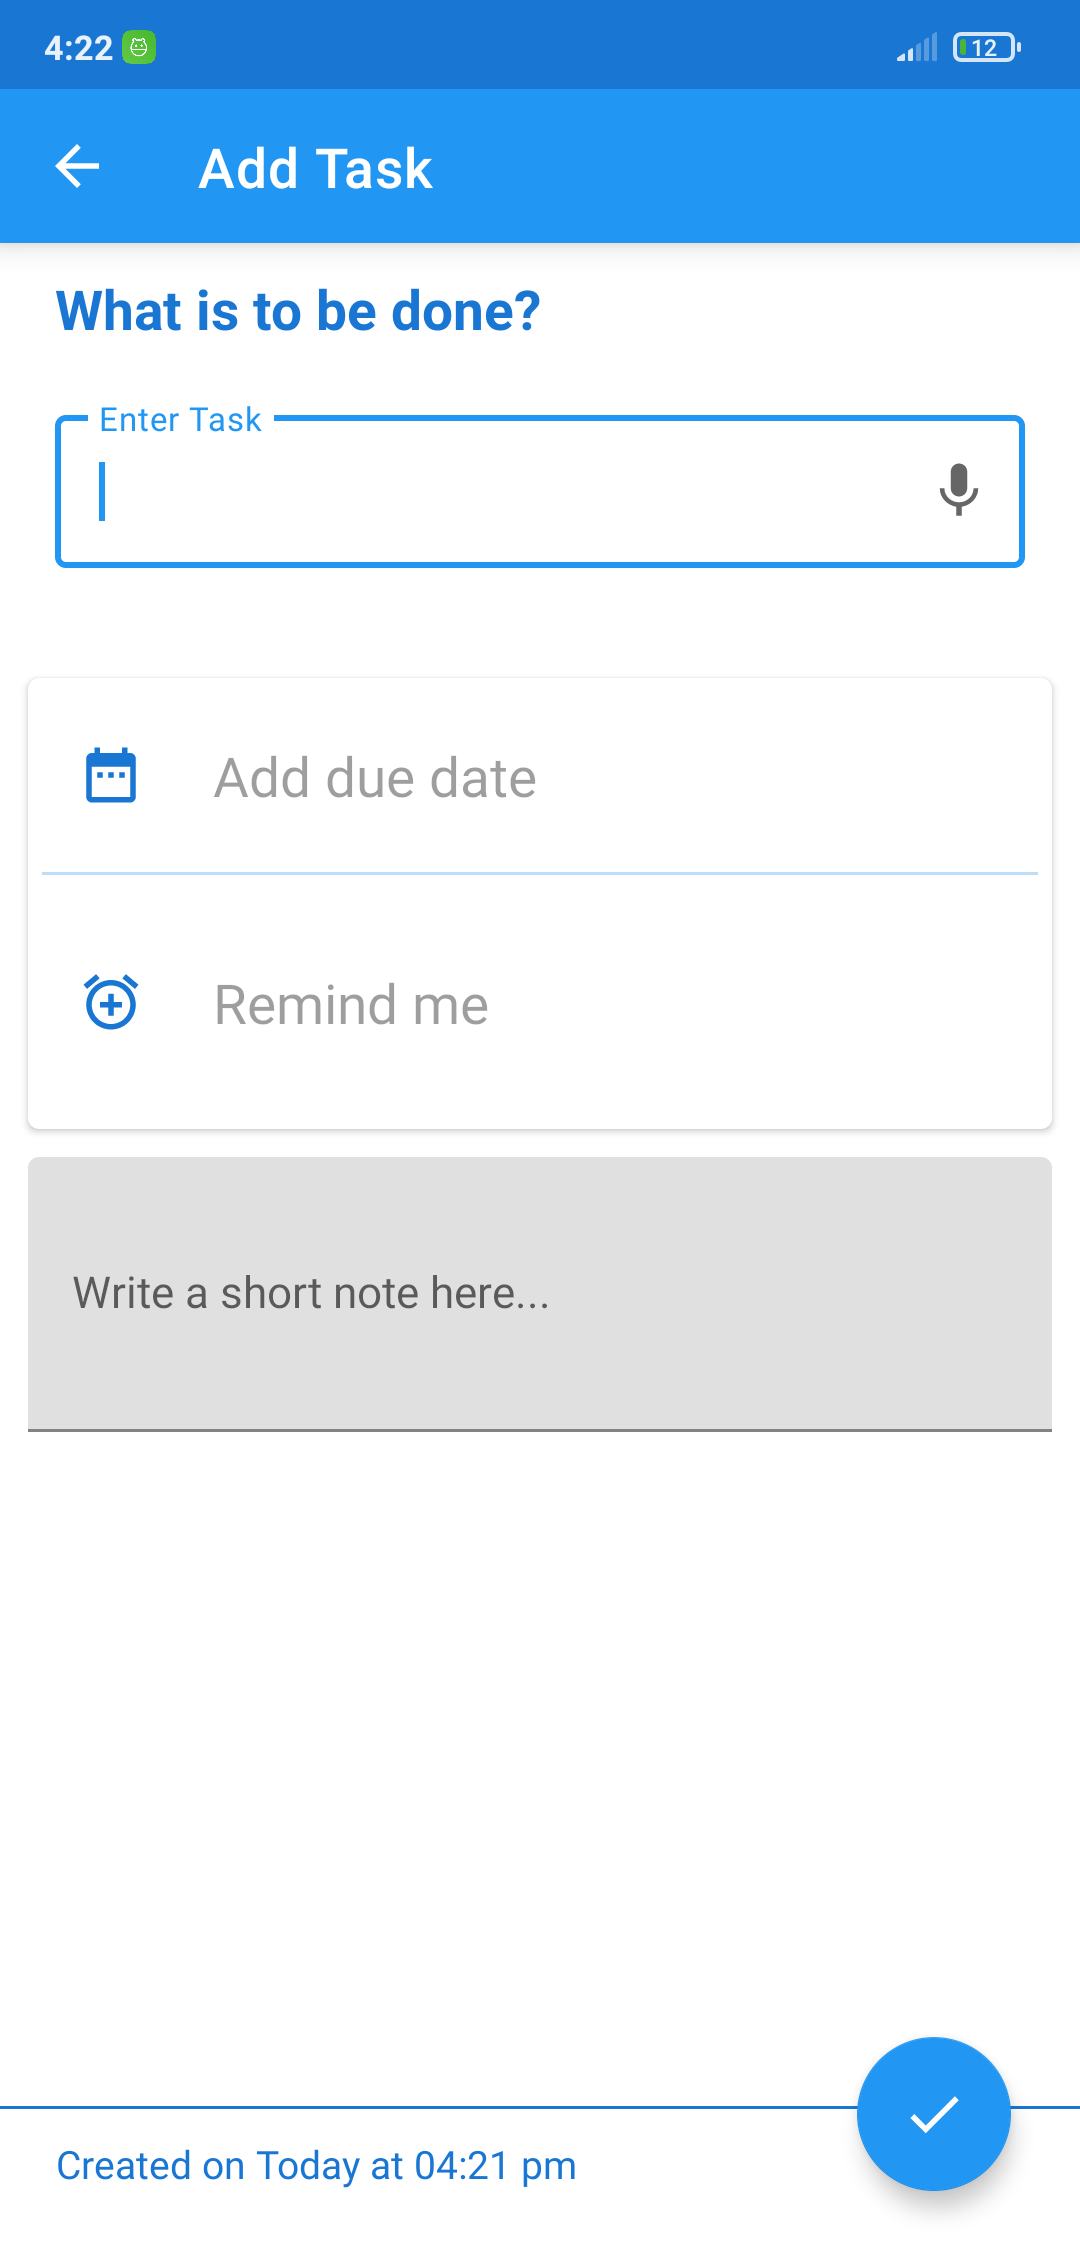 4:22
12
Add Task
What is to be done?
Enter Task
Add due date
Remind me
Write a short note here...
Created on Today at 04:21 pm